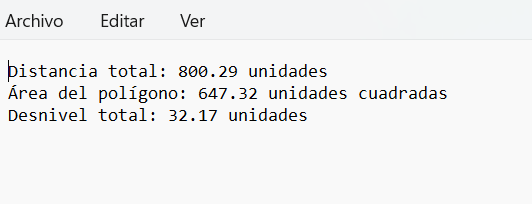 Archivo Editar Ver
Distancia total: 800.29 unidades
Área del polígono: 647.32 unidades cuadradas
Desnivel total: 32.17 unidades